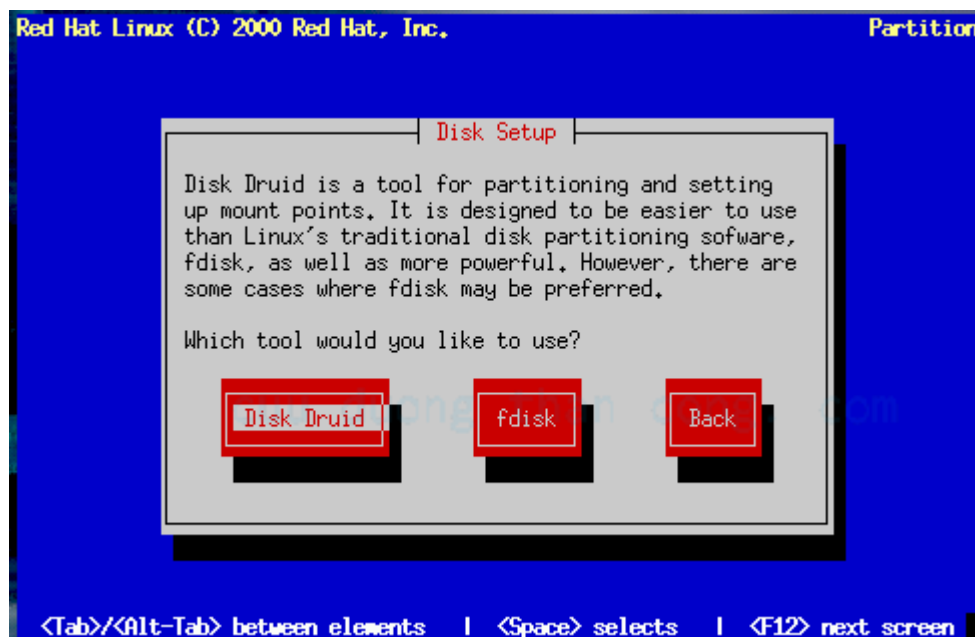 Red Hat Linux (C) 2000 Red Hat, Inc. Partition
Disk Setup
Disk Druid is a tool for partitioning and setting
up mount points. It is designed to be easier to use
than Linux's traditional disk partitioning sofware,
fdisk, as well as more powerful. However, there are
some cases where fdisk may be preferred.
Which tool would you like to use?
Disk Druid fdisk Back
<Tab>/<Alt-Tab> between elements | <Space> selects | <F12> next screen